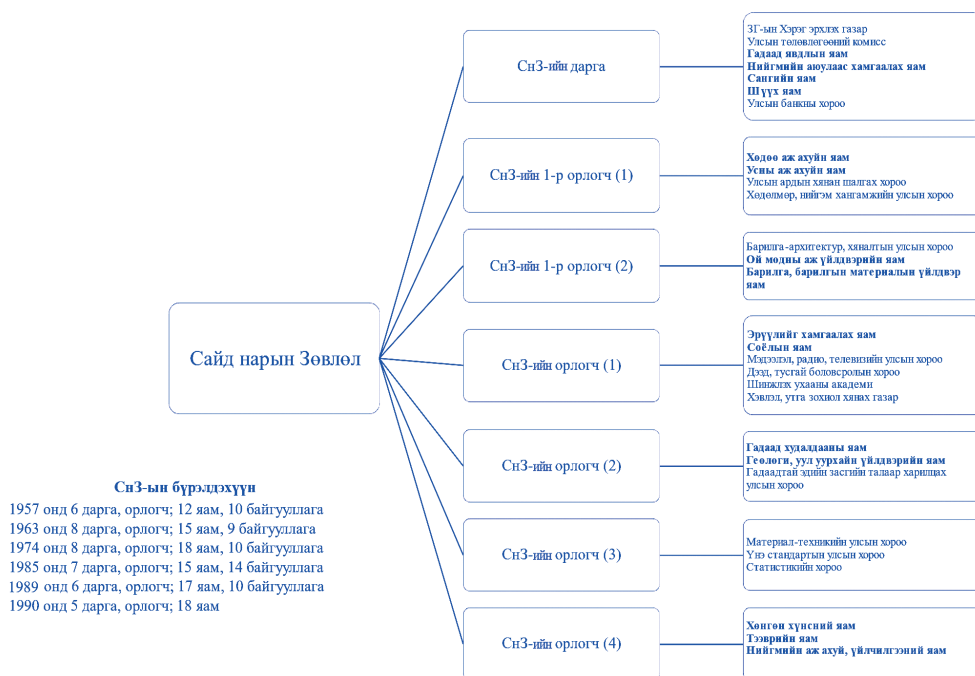 Сайд нарын Зөвлөл
СнЗ-ийн дарга
ЗГ-ын Хэрэг эрхлэх газар
Улсын төлөвлөгөөний комисс
Гадаад явдлын яам
Нийгмийн аюулаас хамгаалах яам
Сангийн яам
Шүүх яам
Улсын банкны хороо
СнЗ-ийн 1-р орлогч (1)
Хөдөө аж ахуйн яам
Усны аж ахуйн яам
Улсын ардын хянан шалгах хороо
Хөдөлмөр, нийгэм хангамжийн улсын хороо
СнЗ-ийн 1-р орлогч (2)
Барилга-архитектур, хяналтын улсын хороо
Ой модны аж үйлдвэрийн яам
Барилга, барилгын материалын үйлдвэр
яам
СнЗ-ийн орлогч (1)
Эрүүлийг хамгаалах яам
Соёлын яам
Мэдээлэл, радио, телевизийн улсын хороо
Дээд, тусгай боловсролын хороо
Шинжлэх ухааны академи
Хэвлэл, утга зохиол хянах газар
СнЗ-ийн орлогч (2)
Гадаад худалдааны яам
Геологи, уул уурхайн үйлдвэрийн яам
Гадаадтай эдийн засгийн талаар харилцах
улсын хороо
СнЗ-ийн орлогч (3)
Материал-техникийн улсын хороо
Үнэ стандартын улсын хороо
Статистикийн хороо
СнЗ-ийн орлогч (4)
Хөнгөн хүнсний яам
Тээврийн яам
Нийгмийн аж ахуй, үйлчилгээний яам
СнЗ-ын бүрэлдэхүүн
1957 онд 6 дарга, орлогч; 12 яам, 10 байгууллага
1963 онд 8 дарга, орлогч; 15 яам, 9 байгууллага
1974 онд 8 дарга, орлогч; 18 яам, 10 байгууллага
1985 онд 7 дарга, орлогч; 15 яам, 14 байгууллага
1989 онд 6 дарга, орлогч; 17 яам, 10 байгууллага
1990 онд 5 дарга, орлогч; 18 яам